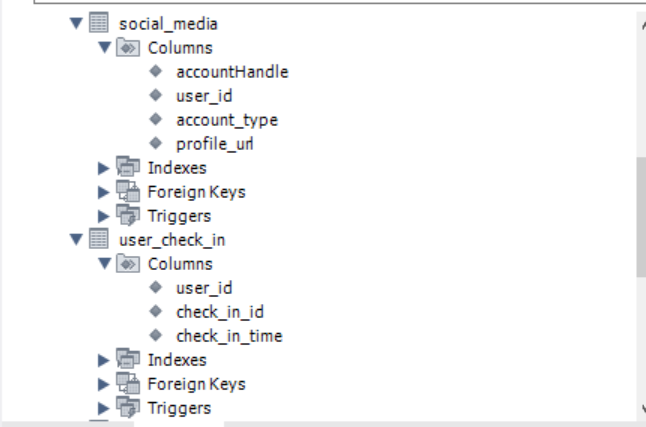 social_media
Columns
accountHandle
user_id
account_type
profile_url
Indexes
Foreign Keys
Triggers
user_check_in
Columns
user_id
check_in_id
check_in_time
Indexes
Foreign Keys
Triggers